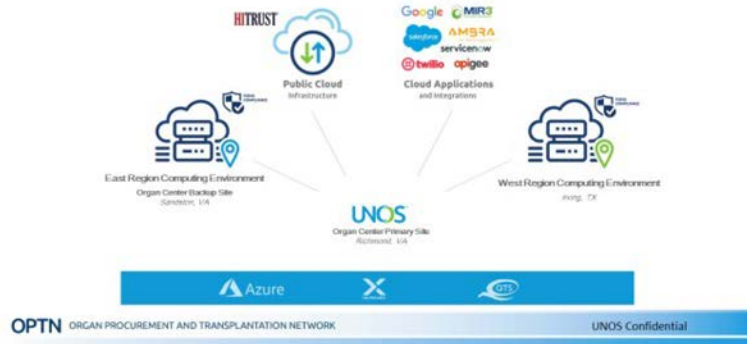 HITRUST
Google MIR3
salesforce AMBRA
servicenow
twilio apigee
Public Cloud
Infrastructure
Cloud Applications
and Integrations
East Region Computing Environment
Organ Center Backup Site
Sandston, VA
West Region Computing Environment
Irving, TX
UNOS
Organ Center Primary Site
Richmond, VA
Azure
QTS
OPTN ORGAN PROCUREMENT AND TRANSPLANTATION NETWORK
UNOS Confidential